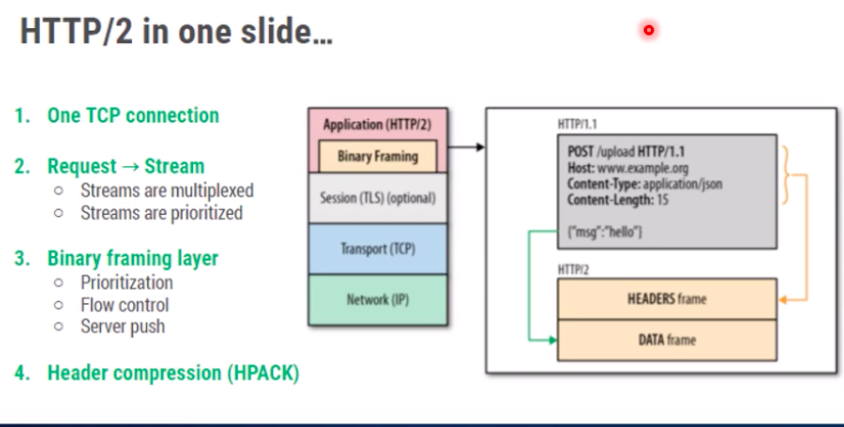 HTTP/2 in one slide...
1. One TCP connection
2. Request → Stream
○ Streams are multiplexed
○ Streams are prioritized
3. Binary framing layer
○ Prioritization
○ Flow control
○ Server push
4. Header compression (HPACK)
Application (HTTP/2)
Binary Framing
Session (TLS) (optional)
Transport (TCP)
Network (IP)
HTTP/1.1
POST /upload HTTP/1.1
Host: www.example.org
Content-Type: application/json
Content-Length: 15
{"msg":"hello"}
HTTP/2
HEADERS frame
DATA frame